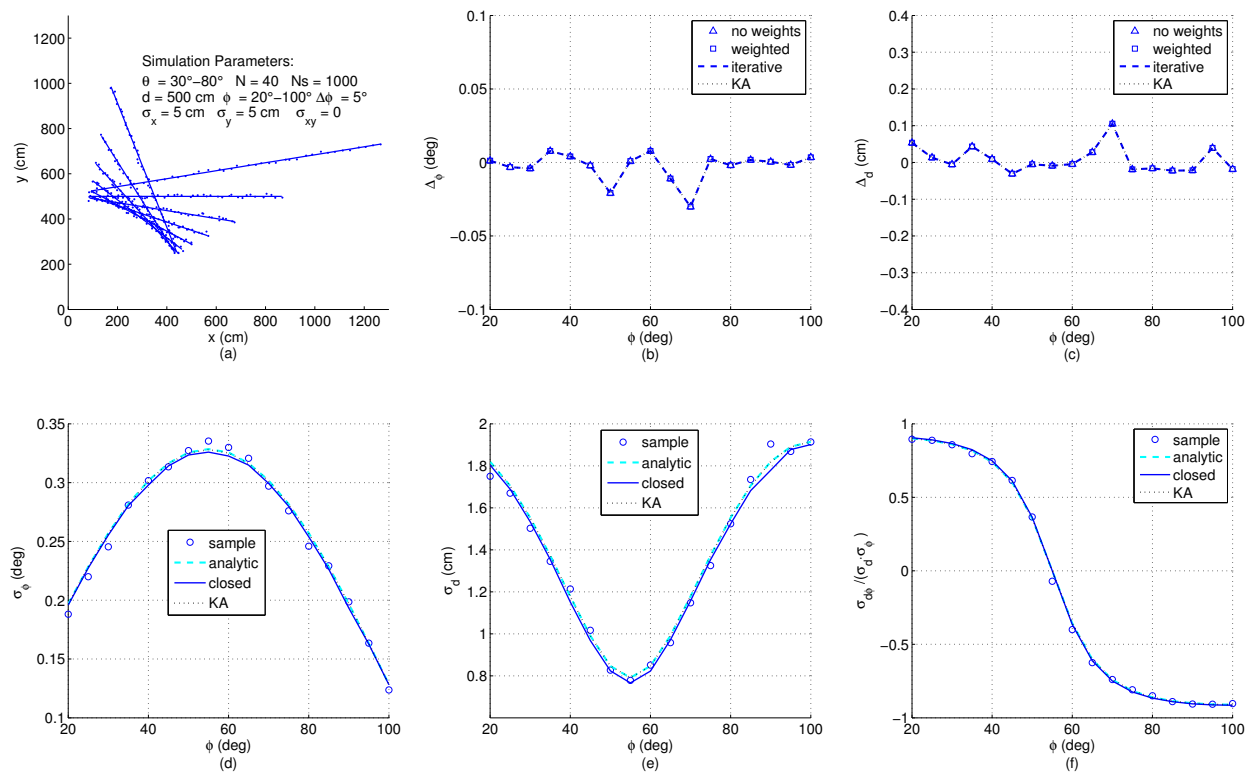 1200
1000
800
600
400
200
0
y (cm)
Simulation Parameters:
θ = 30°−80° N = 40 Ns = 1000
d = 500 cm ϕ = 20°−100° Δϕ = 5°
σx = 5 cm σy = 5 cm σxy = 0
0 200 400 600 800 1000 1200
x (cm)
(a)
0.1
0.05
0
−0.05
−0.1
Δϕ (deg)
no weights
weighted
iterative
KA
20 40 60 80 100
ϕ (deg)
(b)
0.4
0.3
0.2
0.1
0
−0.1
−0.2
−0.3
−0.4
Δd (cm)
no weights
weighted
iterative
KA
20 40 60 80 100
ϕ (deg)
(c)
0.35
0.3
0.25
0.2
0.15
0.1
σϕ (deg)
sample
analytic
closed
KA
20 40 60 80 100
ϕ (deg)
(d)
2
1.8
1.6
1.4
1.2
1
0.8
σd (cm)
sample
analytic
closed
KA
20 40 60 80 100
ϕ (deg)
(e)
1
0.5
0
−0.5
−1
σdϕ/(σd·σϕ)
sample
analytic
closed
KA
20 40 60 80 100
ϕ (deg)
(f)